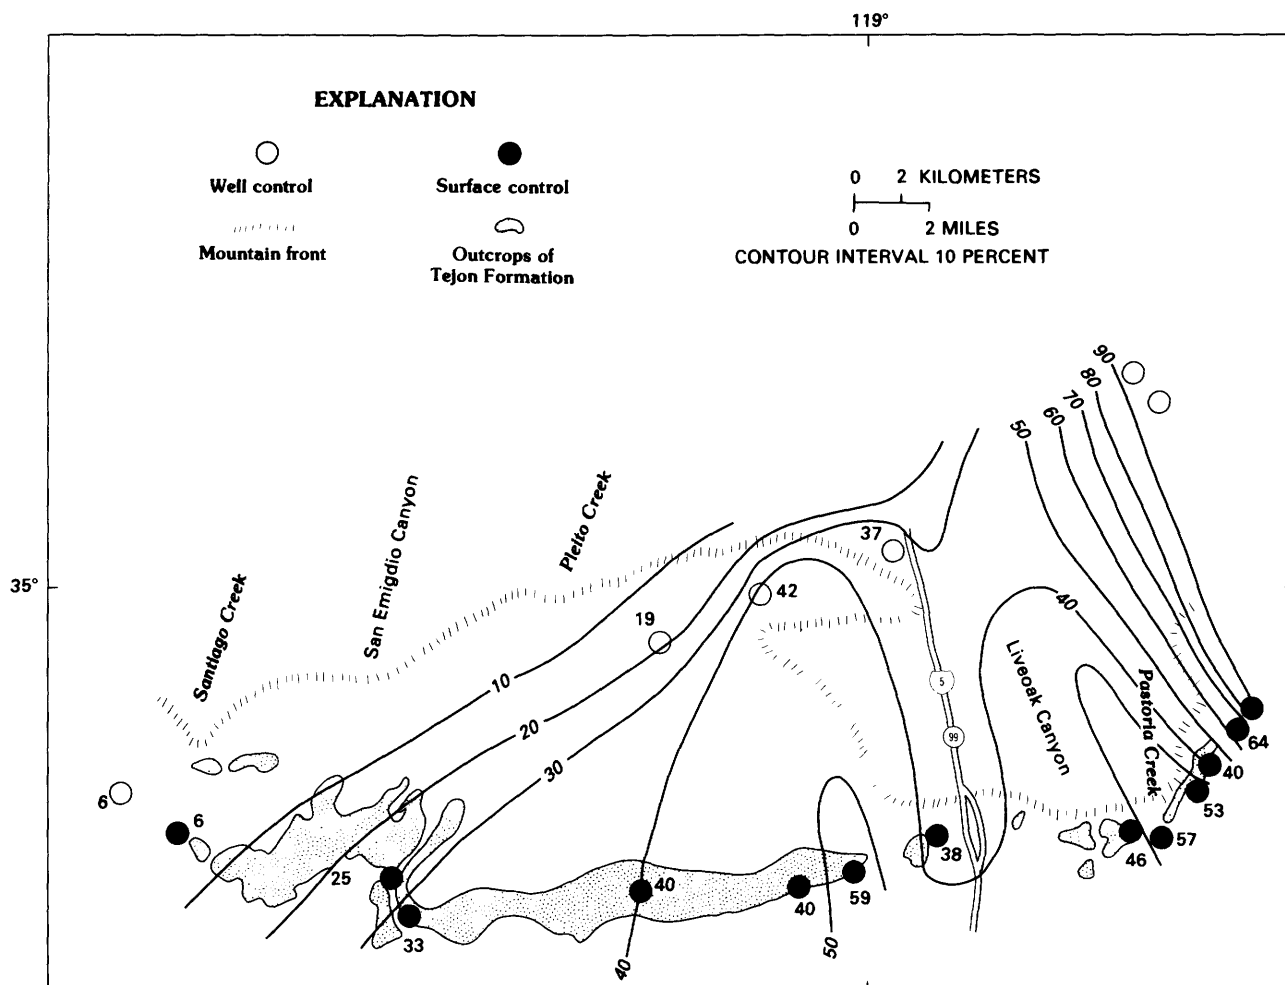 119°
EXPLANATION
Well control
Surface control
Mountain front
Outcrops of
Tejon Formation
0 2 KILOMETERS
0 2 MILES
CONTOUR INTERVAL 10 PERCENT
35°
Santiago Creek
San Emigdio Canyon
Pleito Creek
Liveoak Canyon
Pastoria Creek
90
80
70
60
50
40
37
42
19
10
20
30
5
99
6
6
25
33
40
40
59
38
46
57
53
40
64
40
50